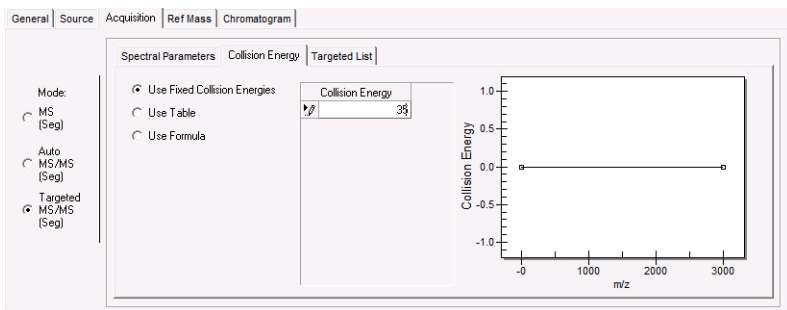 General Source Acquisition Ref Mass Chromatogram
Spectral Parameters Collision Energy Targeted List
Mode:
MS
(Seg)
Auto
MS/MS
(Seg)
Targeted
MS/MS
(Seg)
Use Fixed Collision Energies
Use Table
Use Formula
Collision Energy
35
Collision Energy
1.0
0.5
0.0
-0.5
-1.0
-0 1000 2000 3000
m/z